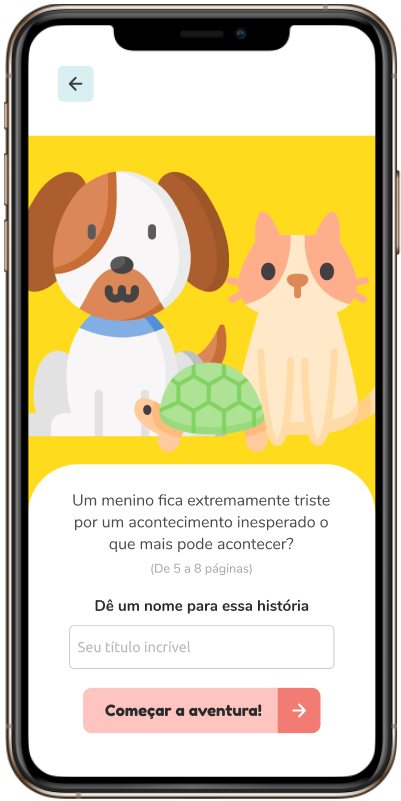 Um menino fica extremamente triste
por um acontecimento inesperado o
que mais pode acontecer?
(De 5 a 8 páginas)
Dê um nome para essa história
Seu título incrível
Começar a aventura!